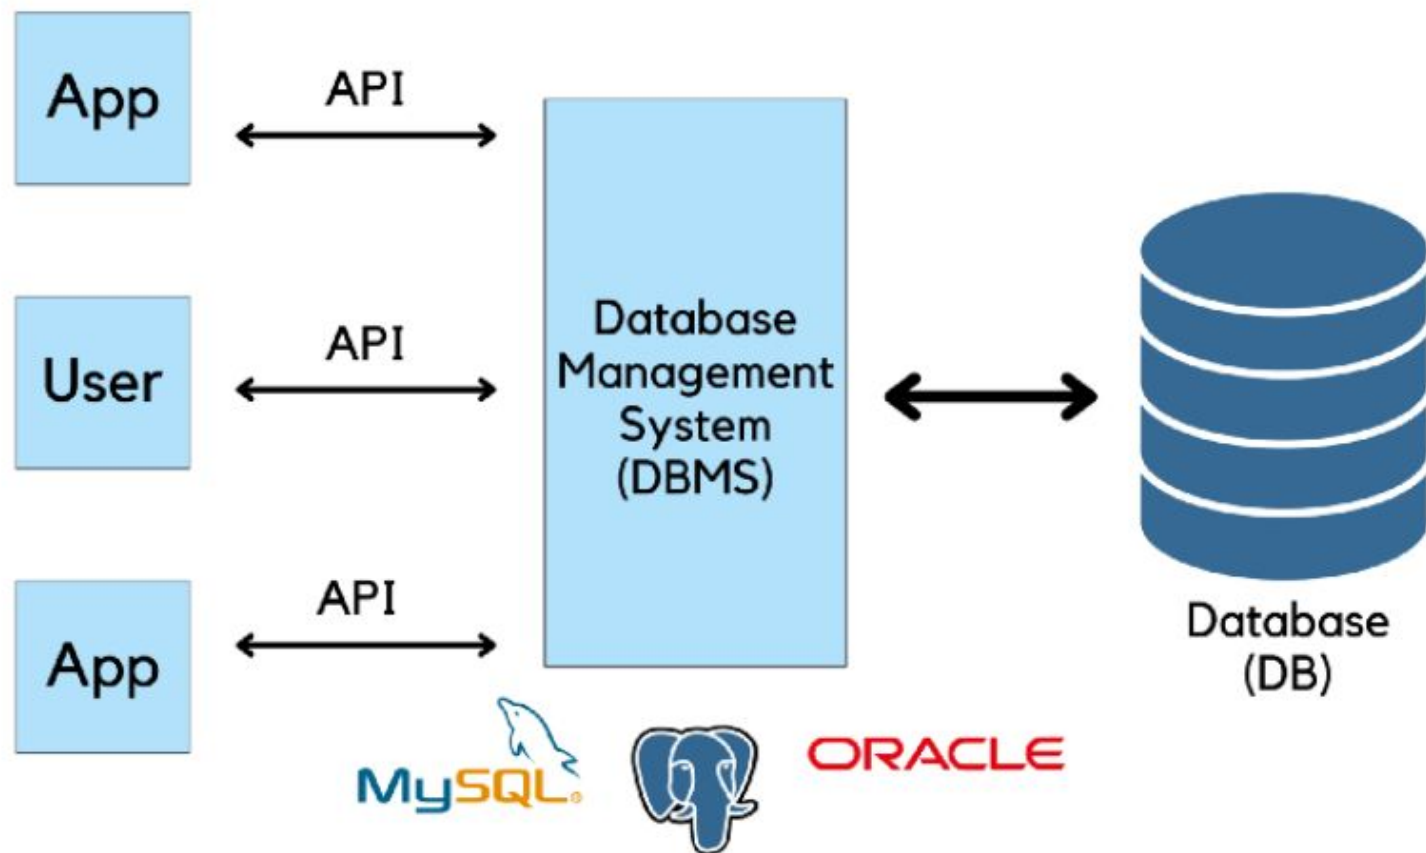 App
API
User
API
App
API
Database
Management
System
(DBMS)
Database
(DB)
MySQL®
ORACLE